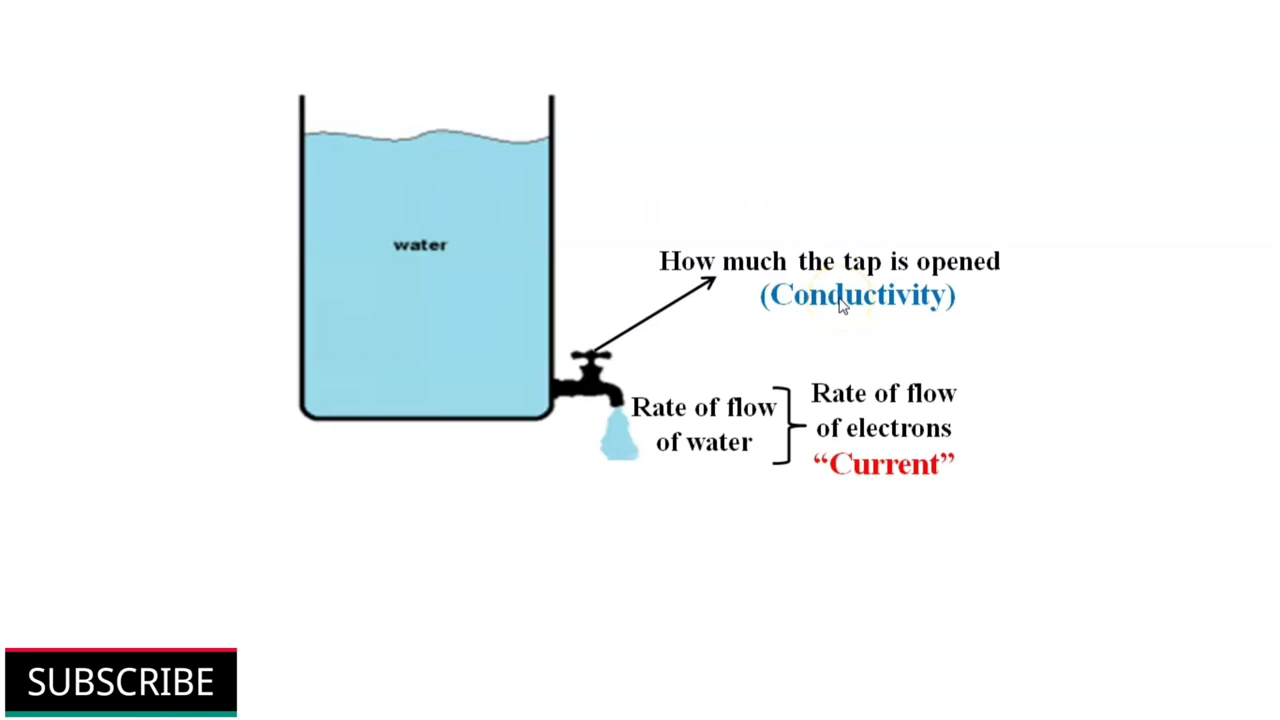 water
How much the tap is opened
(Conductivity)
Rate of flow
of water
Rate of flow
of electrons
“Current”
SUBSCRIBE